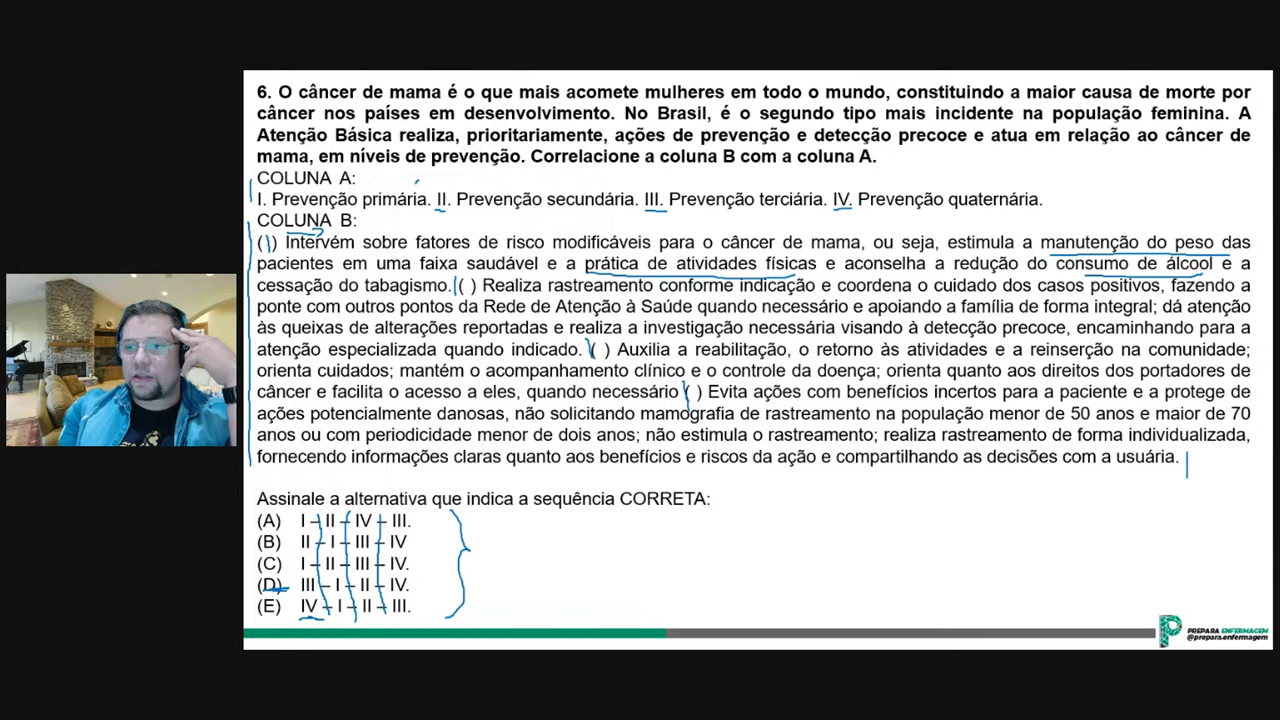 6. O câncer de mama é o que mais acomete mulheres em todo o mundo, constituindo a maior causa de morte por
câncer nos países em desenvolvimento. No Brasil, é o segundo tipo mais incidente na população feminina. A
Atenção Básica realiza, prioritariamente, ações de prevenção e detecção precoce e atua em relação ao câncer de
mama, em níveis de prevenção. Correlacione a coluna B com a coluna A.
COLUNA A:
I. Prevenção primária. II. Prevenção secundária. III. Prevenção terciária. IV. Prevenção quaternária.
COLUNA B:
( ) Intervém sobre fatores de risco modificáveis para o câncer de mama, ou seja, estimula a manutenção do peso das
pacientes em uma faixa saudável e a prática de atividades físicas e aconselha a redução do consumo de álcool e a
cessação do tabagismo. ( ) Realiza rastreamento conforme indicação e coordena o cuidado dos casos positivos, fazendo a
ponte com outros pontos da Rede de Atenção à Saúde quando necessário e apoiando a família de forma integral; dá atenção
às queixas de alterações reportadas e realiza a investigação necessária visando à detecção precoce, encaminhando para a
atenção especializada quando indicado. ( ) Auxilia a reabilitação, o retorno às atividades e a reinserção na comunidade;
orienta cuidados; mantém o acompanhamento clínico e o controle da doença; orienta quanto aos direitos dos portadores de
câncer e facilita o acesso a eles, quando necessário ( ) Evita ações com benefícios incertos para a paciente e a protege de
ações potencialmente danosas, não solicitando mamografia de rastreamento na população menor de 50 anos e maior de 70
anos ou com periodicidade menor de dois anos; não estimula o rastreamento; realiza rastreamento de forma individualizada,
fornecendo informações claras quanto aos benefícios e riscos da ação e compartilhando as decisões com a usuária.
Assinale a alternativa que indica a sequência CORRETA:
(A) I – II – IV – III.
(B) II – I – III – IV
(C) I – II – III – IV.
(D) III – I – II – IV.
(E) IV – I – II – III.
PREPARA ENFERMAGEM
@prepara.enfermagem